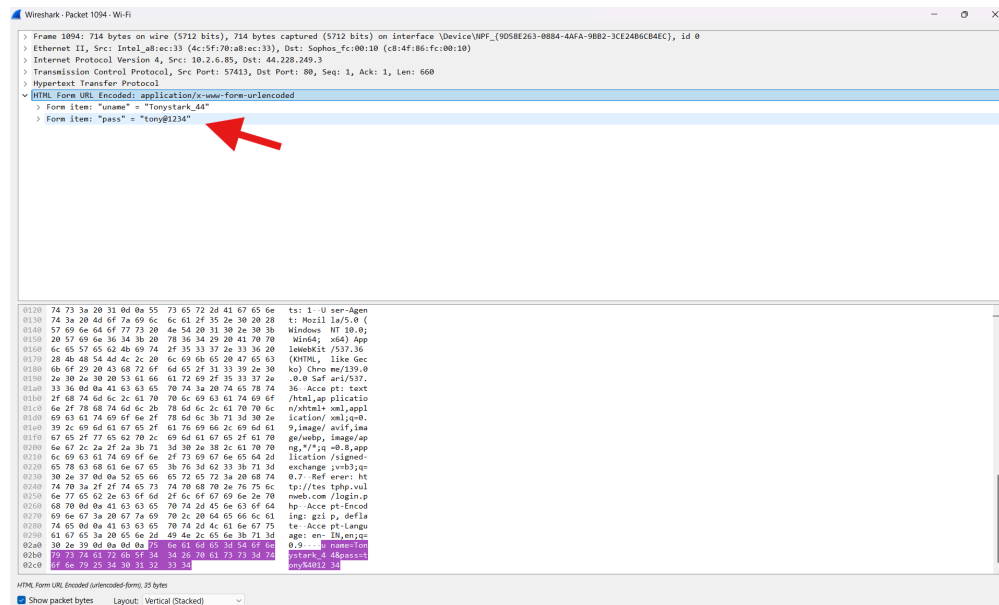 Wireshark · Packet 1094 · Wi-Fi
Frame 1094: 714 bytes on wire (5712 bits), 714 bytes captured (5712 bits) on interface \Device\NPF_{9D58E263-0884-4AFA-9BB2-3CE24B6CB4EC}, id 0
Ethernet II, Src: Intel_a8:ec:33 (4c:5f:70:a8:ec:33), Dst: Sophos_fc:00:10 (c8:4f:86:fc:00:10)
Internet Protocol Version 4, Src: 10.2.6.85, Dst: 44.228.249.3
Transmission Control Protocol, Src Port: 57413, Dst Port: 80, Seq: 1, Ack: 1, Len: 660
Hypertext Transfer Protocol
HTML Form URL Encoded: application/x-www-form-urlencoded
Form item: "uname" = "Tonystark_44"
Form item: "pass" = "tony@1234"
0120 74 73 3a 20 31 0d 0a 55 73 65 72 2d 41 67 65 6e ts: 1··U ser-Agen
0130 74 3a 20 4d 6f 7a 69 6c 6c 61 2f 35 2e 30 20 28 t: Mozil la/5.0 (
0140 57 69 6e 64 6f 77 73 20 4e 54 20 31 30 2e 30 3b Windows  NT 10.0;
0150 20 57 69 6e 36 34 3b 20 78 36 34 29 20 41 70 70 Win64; x64) App
0160 6c 65 57 65 62 4b 69 74 2f 35 33 37 2e 33 36 20 leWebKit /537.36
0170 28 4b 48 54 4d 4c 2c 20 6c 69 6b 65 20 47 65 63 (KHTML, like Gec
0180 6b 6f 29 20 43 68 72 6f 6d 65 2f 31 33 39 2e 30 ko) Chro me/139.0
0190 2e 30 2e 30 20 53 61 66 61 72 69 2f 35 33 37 2e .0.0 Saf ari/537.
01a0 33 36 0d 0a 41 63 63 65 70 74 3a 20 74 65 78 74 36··Acce pt: text
01b0 2f 68 74 6d 6c 2c 61 70 70 6c 69 63 61 74 69 6f /html,ap plicatio
01c0 6e 2f 78 68 74 6d 6c 2b 78 6d 6c 2c 61 70 70 6c n/xhtml+ xml,appl
01d0 69 63 61 74 69 6f 6e 2f 78 6d 6c 3b 71 3d 30 2e ication/ xml;q=0.
01e0 39 2c 69 6d 61 67 65 2f 61 76 69 66 2c 69 6d 61 9,image/ avif,ima
01f0 67 65 2f 77 65 62 70 2c 69 6d 61 67 65 2f 61 70 ge/webp, image/ap
0200 6e 67 2c 2a 2f 2a 3b 71 3d 30 2e 38 2c 61 70 70 ng,*/*;q =0.8,app
0210 6c 69 63 61 74 69 6f 6e 2f 73 69 67 6e 65 64 2d lication /signed-
0220 65 78 63 68 61 6e 67 65 3b 76 3d 62 33 3b 71 3d exchange ;v=b3;q=
0230 30 2e 37 0d 0a 52 65 66 65 72 65 72 3a 20 68 74 0.7··Ref erer: ht
0240 74 70 3a 2f 2f 74 65 73 74 70 68 70 2e 76 75 6c tp://tes tphp.vul
0250 6e 77 65 62 2e 63 6f 6d 2f 6c 6f 67 69 6e 2e 70 nweb.com /login.p
0260 68 70 0d 0a 41 63 63 65 70 74 2d 45 6e 63 6f 64 hp··Acce pt-Encod
0270 69 6e 67 3a 20 67 7a 69 70 2c 20 64 65 66 6c 61 ing: gzi p, defla
0280 74 65 0d 0a 41 63 63 65 70 74 2d 4c 61 6e 67 75 te··Acce pt-Langu
0290 61 67 65 3a 20 65 6e 2d 49 4e 2c 65 6e 3b 71 3d age: en- IN,en;q=
02a0 30 2e 39 0d 0a 0d 0a 75 6e 61 6d 65 3d 54 6f 6e 0.9····u name=Ton
02b0 79 73 74 61 72 6b 5f 34 34 26 70 61 73 73 3d 74 ystark_4 4&pass=t
02c0 6f 6e 79 25 34 30 31 32 33 34 ony%4012 34
HTML Form URL Encoded (urlencoded-form), 35 bytes
Show packet bytes Layout: Vertical (Stacked)